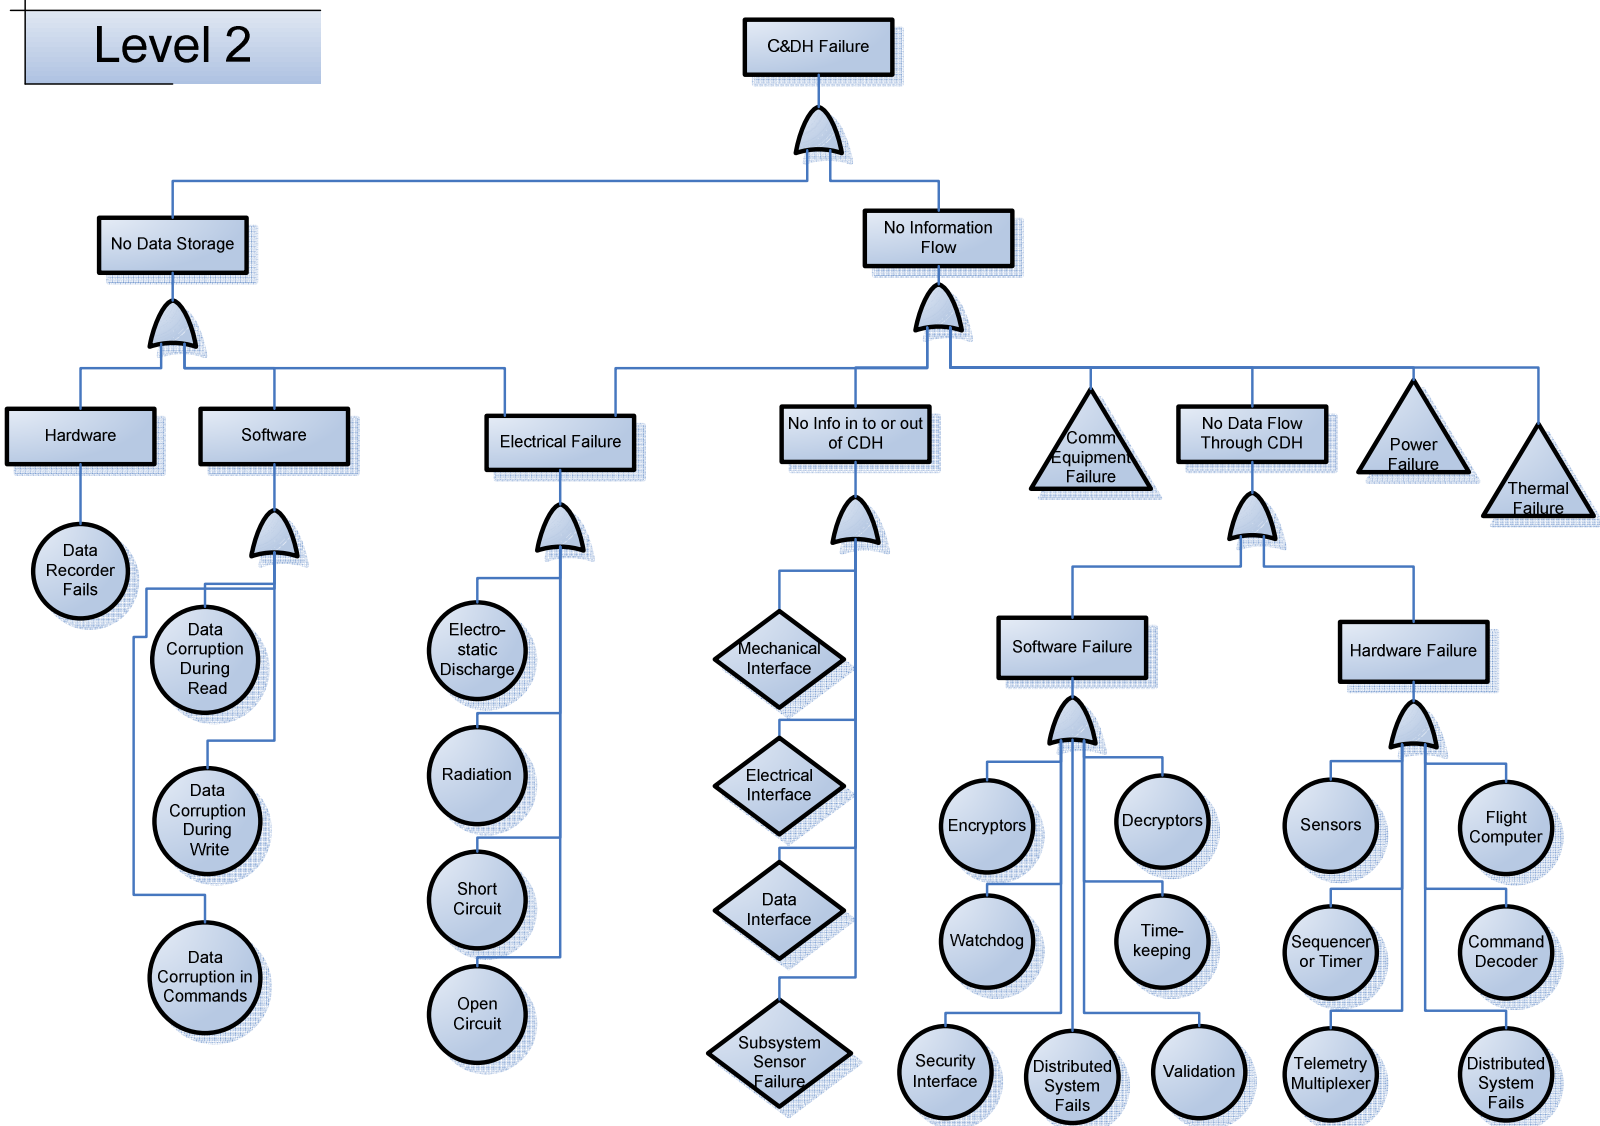 Level 2
C&DH Failure
No Data Storage
No Information
Flow
Hardware
Software
Electrical Failure
No Info in to or out
of CDH
Comm
Equipment
Failure
No Data Flow
Through CDH
Power
Failure
Thermal
Failure
Data
Recorder
Fails
Data
Corruption
During
Read
Data
Corruption
During
Write
Data
Corruption in
Commands
Electro-
static
Discharge
Radiation
Short
Circuit
Open
Circuit
Mechanical
Interface
Electrical
Interface
Data
Interface
Subsystem
Sensor
Failure
Software Failure
Hardware Failure
Encryptors
Decryptors
Watchdog
Time-
keeping
Security
Interface
Distributed
System
Fails
Validation
Sensors
Flight
Computer
Sequencer
or Timer
Command
Decoder
Telemetry
Multiplexer
Distributed
System
Fails